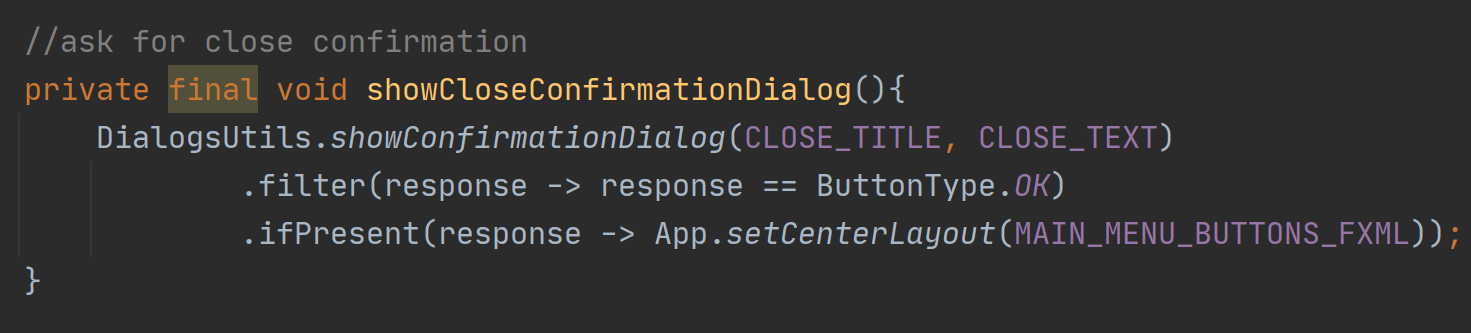 //ask for close confirmation
private final void showCloseConfirmationDialog(){
    DialogsUtils.showConfirmationDialog(CLOSE_TITLE, CLOSE_TEXT)
            .filter(response -> response == ButtonType.OK)
            .ifPresent(response -> App.setCenterLayout(MAIN_MENU_BUTTONS_FXML));
}